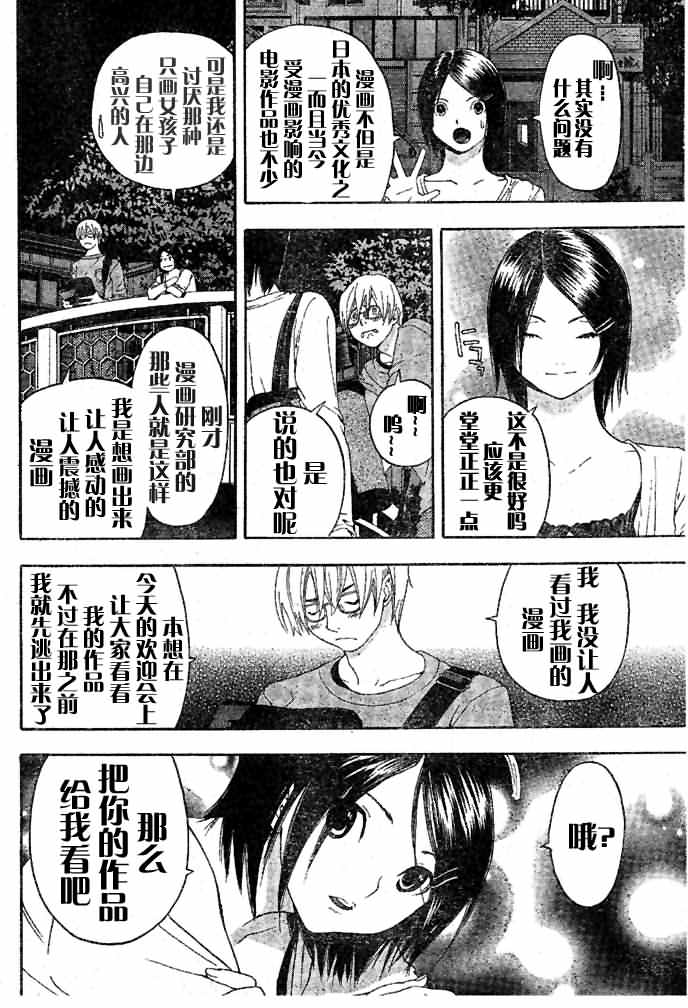 啊…
其实没有
什么问题
漫画不但是
日本的优秀文化之
一而且当今
受漫画影响的
电影作品也不少
可是我还是
讨厌那种
只画女孩子
自己在那边
高兴的人
刚才
漫画研究部的
那些人就是这样
我是想画出来
让人感动的
让人震撼的
漫画
这不是很好吗
应该更
堂堂正正一点
啊~~
呜~~
是
说的也对呢
我 我没让人
看过我画的
漫画
本想在
今天的欢迎会上
让大家看看
我的作品
不过在那之前
我就先逃出来了
哦?
那么
把你的作品
给我看吧